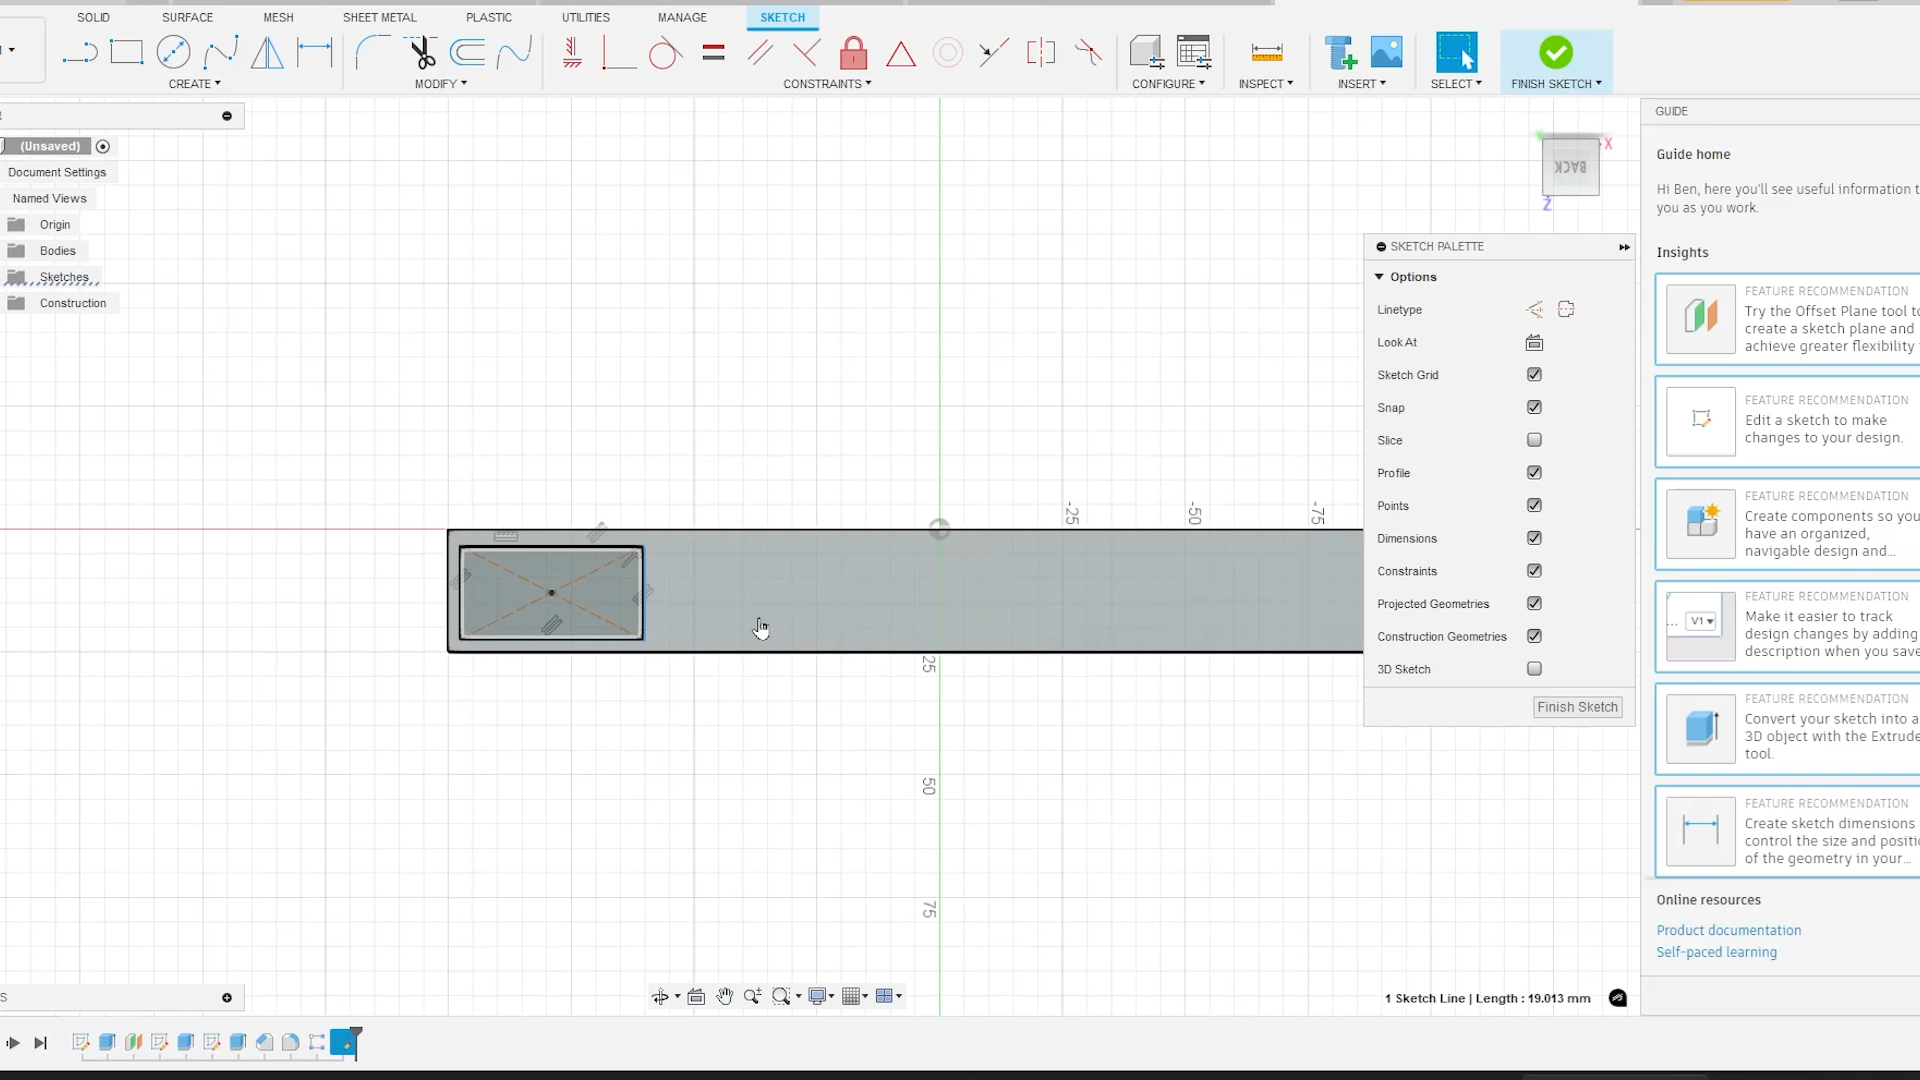 SOLID
SURFACE
MESH
SHEET METAL
PLASTIC
UTILITIES
MANAGE
SKETCH
CREATE
MODIFY
CONSTRAINTS
CONFIGURE
INSPECT
INSERT
SELECT
FINISH SKETCH
(Unsaved)
Document Settings
Named Views
Origin
Bodies
Sketches
Construction
X
BACK
Z
-25
-50
-75
25
50
75
SKETCH PALETTE
Options
Linetype
Look At
Sketch Grid
Snap
Slice
Profile
Points
Dimensions
Constraints
Projected Geometries
Construction Geometries
3D Sketch
Finish Sketch
GUIDE
Guide home
Hi Ben, here you'll see useful information t
you as you work.
Insights
FEATURE RECOMMENDATION
Try the Offset Plane tool to
create a sketch plane and
achieve greater flexibility
FEATURE RECOMMENDATION
Edit a sketch to make
changes to your design.
FEATURE RECOMMENDATION
Create components so you
have an organized,
navigable design and...
... V1
FEATURE RECOMMENDATION
Make it easier to track
design changes by adding
description when you save
FEATURE RECOMMENDATION
Convert your sketch into a
3D object with the Extrude
tool.
FEATURE RECOMMENDATION
Create sketch dimensions
control the size and positio
of the geometry in your...
Online resources
Product documentation
Self-paced learning
S
1 Sketch Line | Length : 19.013 mm